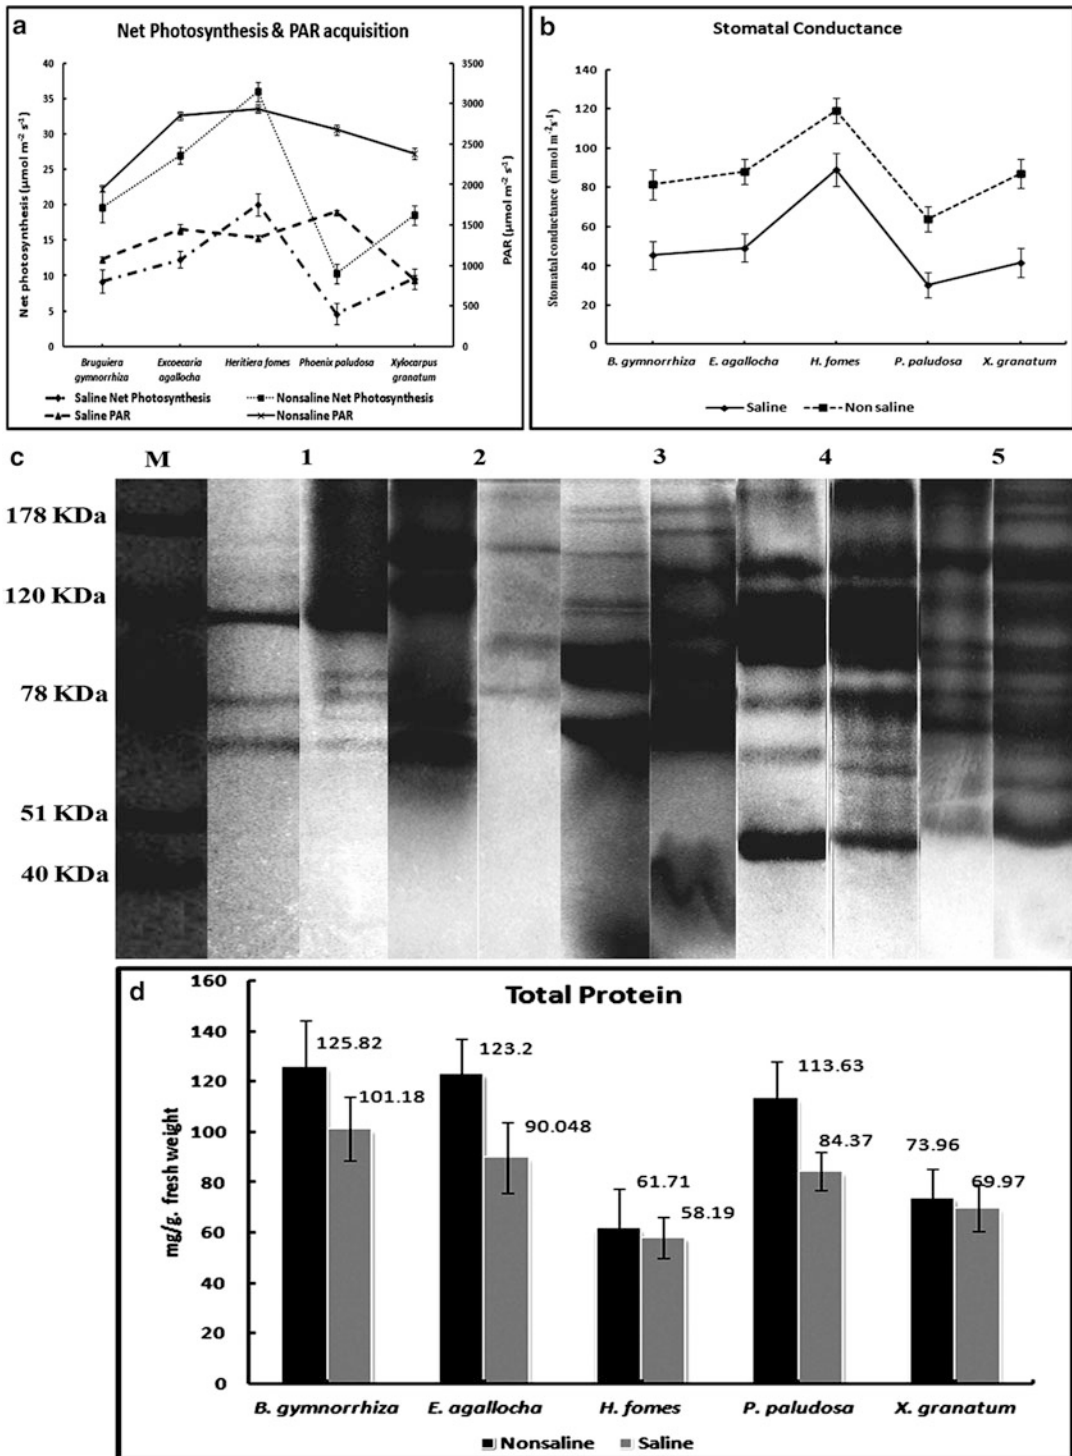 a
Net Photosynthesis & PAR acquisition
40
35
30
25
20
15
10
5
0
Net photosynthesis (µmol m⁻² s⁻¹)
3500
3000
2500
2000
1500
1000
500
0
PAR (µmol m⁻² s⁻¹)
Bruguiera gymnorrhiza
Excoecaria agallocha
Heritiera fomes
Phoenix paludosa
Xylocarpus granatum
Saline Net Photosynthesis
Nonsaline Net Photosynthesis
Saline PAR
Nonsaline PAR
b
Stomatal Conductance
140
120
100
80
60
40
20
0
Stomatal conductance (mmol m⁻²s⁻¹)
B. gymnorrhiza
E. agallocha
H. fomes
P. paludosa
X. granatum
Saline
Non saline
c
M 1 2 3 4 5
178 KDa
120 KDa
78 KDa
51 KDa
40 KDa
d
Total Protein
160
140
120
100
80
60
40
20
0
mg/g. fresh weight
125.82
101.18
123.2
90.048
61.71
58.19
113.63
84.37
73.96
69.97
B. gymnorrhiza
E. agallocha
H. fomes
P. paludosa
X. granatum
Nonsaline
Saline